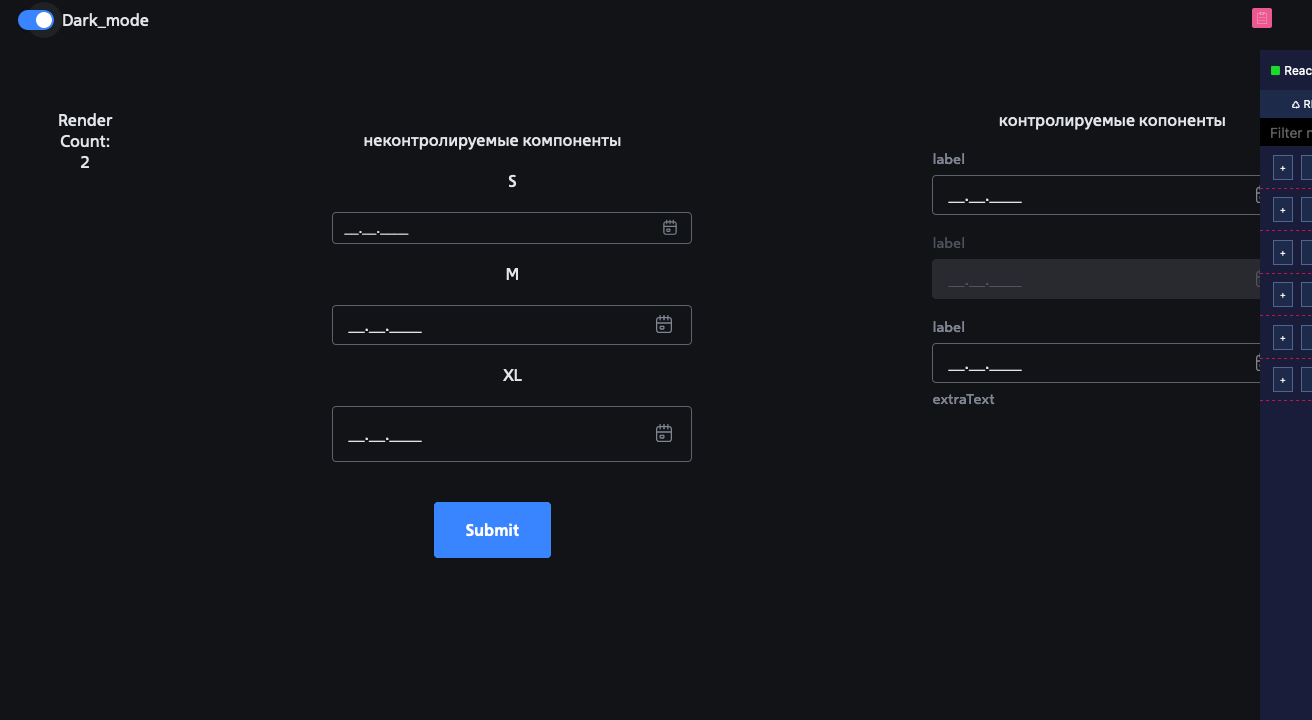 Dark_mode
Render
Count:
2
неконтролируемые компоненты
S
__.__.____
M
__.__.____
XL
__.__.____
Submit
контролируемые копоненты
label
__.__.____
label
__.__.____
label
__.__.____
extraText
Filter
+
+
+
+
+
+